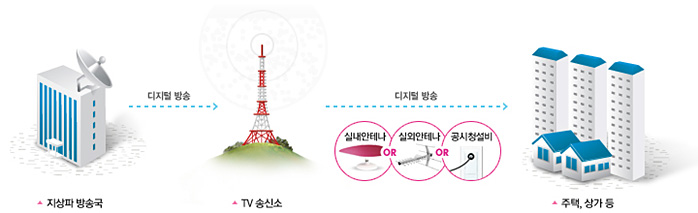 디지털 방송
디지털 방송
실내안테나 OR 실외안테나 OR 공시청설비
지상파 방송국
TV 송신소
주택, 상가 등